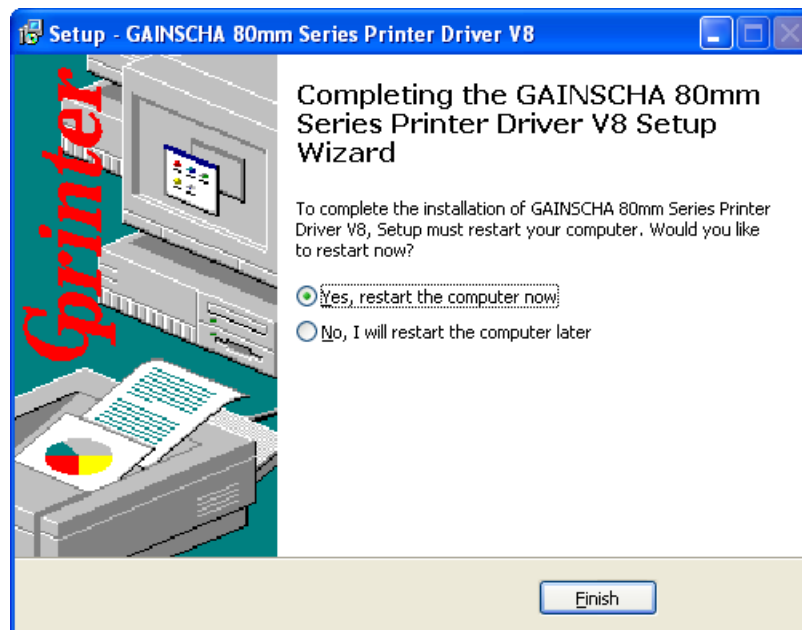 Setup - GAINSCHA 80mm Series Printer Driver V8
Gprinter
Completing the GAINSCHA 80mm
Series Printer Driver V8 Setup
Wizard
To complete the installation of GAINSCHA 80mm Series Printer
Driver V8, Setup must restart your computer. Would you like
to restart now?
Yes, restart the computer now
No, I will restart the computer later
Finish